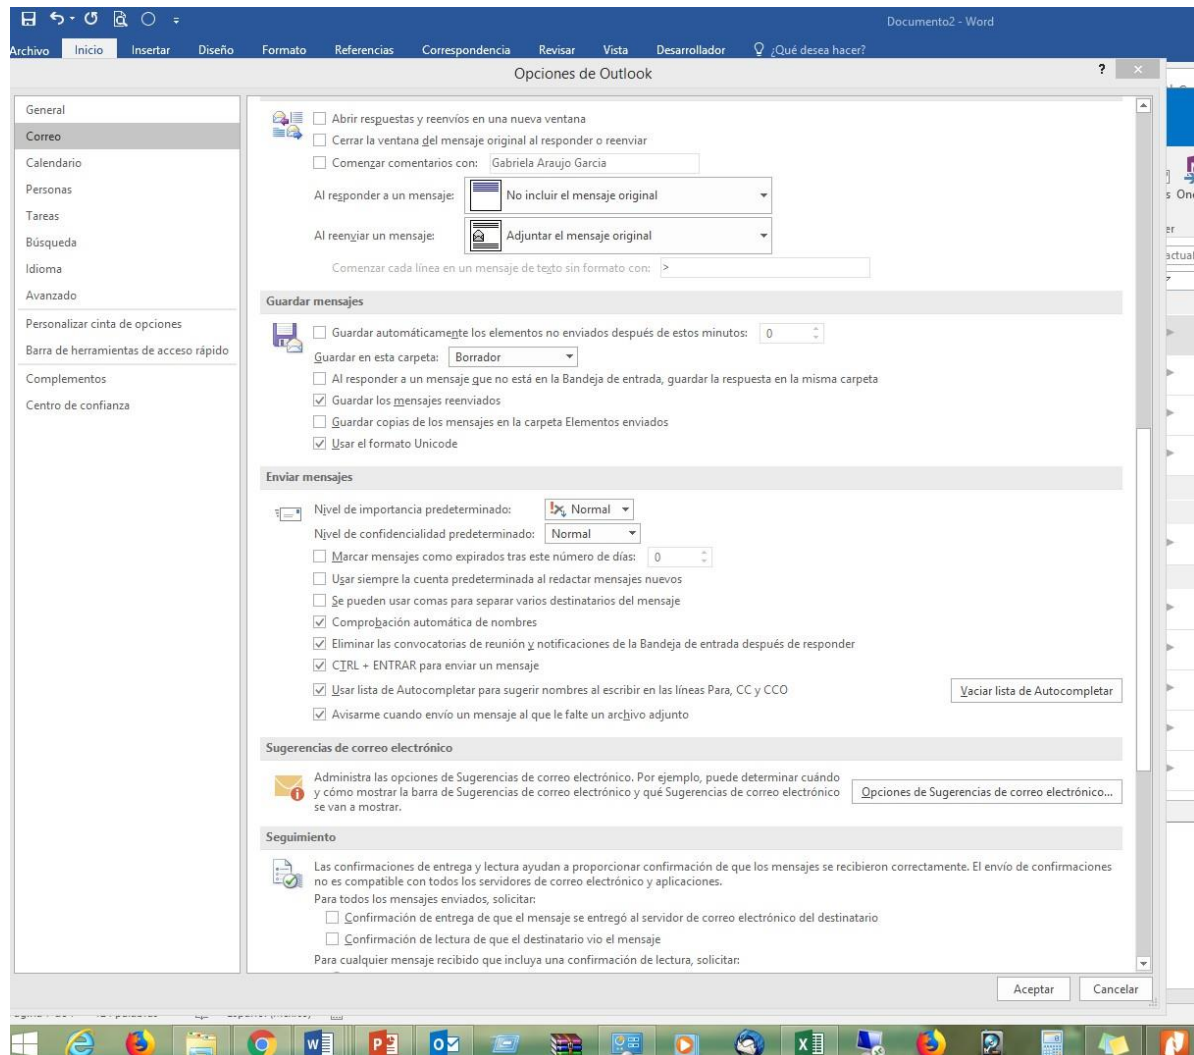 Documento2 - Word
Archivo Inicio Insertar Diseño Formato Referencias Correspondencia Revisar Vista Desarrollador ¿Qué desea hacer?
Opciones de Outlook
?
General
Correo
Calendario
Personas
Tareas
Búsqueda
Idioma
Avanzado
Personalizar cinta de opciones
Barra de herramientas de acceso rápido
Complementos
Centro de confianza
Abrir respuestas y reenvíos en una nueva ventana
Cerrar la ventana del mensaje original al responder o reenviar
Comenzar comentarios con: Gabriela Araujo Garcia
Al responder a un mensaje: No incluir el mensaje original
Al reenviar un mensaje: Adjuntar el mensaje original
Comenzar cada línea en un mensaje de texto sin formato con: >
Guardar mensajes
Guardar automáticamente los elementos no enviados después de estos minutos: 0
Guardar en esta carpeta: Borrador
Al responder a un mensaje que no está en la Bandeja de entrada, guardar la respuesta en la misma carpeta
Guardar los mensajes reenviados
Guardar copias de los mensajes en la carpeta Elementos enviados
Usar el formato Unicode
Enviar mensajes
Nivel de importancia predeterminado: Normal
Nivel de confidencialidad predeterminado: Normal
Marcar mensajes como expirados tras este número de días: 0
Usar siempre la cuenta predeterminada al redactar mensajes nuevos
Se pueden usar comas para separar varios destinatarios del mensaje
Comprobación automática de nombres
Eliminar las convocatorias de reunión y notificaciones de la Bandeja de entrada después de responder
CTRL + ENTRAR para enviar un mensaje
Usar lista de Autocompletar para sugerir nombres al escribir en las líneas Para, CC y CCO Vaciar lista de Autocompletar
Avisarme cuando envío un mensaje al que le falte un archivo adjunto
Sugerencias de correo electrónico
Administra las opciones de Sugerencias de correo electrónico. Por ejemplo, puede determinar cuándo
y cómo mostrar la barra de Sugerencias de correo electrónico y qué Sugerencias de correo electrónico
se van a mostrar.
Opciones de Sugerencias de correo electrónico...
Seguimiento
Las confirmaciones de entrega y lectura ayudan a proporcionar confirmación de que los mensajes se recibieron correctamente. El envío de confirmaciones
no es compatible con todos los servidores de correo electrónico y aplicaciones.
Para todos los mensajes enviados, solicitar:
Confirmación de entrega de que el mensaje se entregó al servidor de correo electrónico del destinatario
Confirmación de lectura de que el destinatario vio el mensaje
Para cualquier mensaje recibido que incluya una confirmación de lectura, solicitar:
Aceptar Cancelar